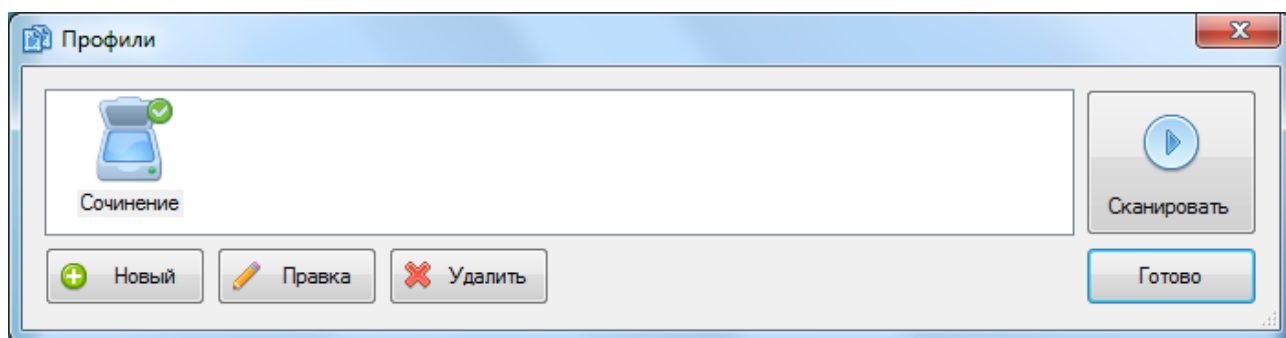 Профили
Сочинение
Сканировать
Новый
Правка
Удалить
Готово